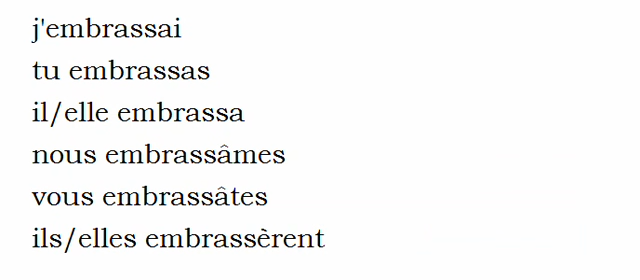 j'embrassai
tu embrassas
il/elle embrassa
nous embrassâmes
vous embrassâtes
ils/elles embrassèrent